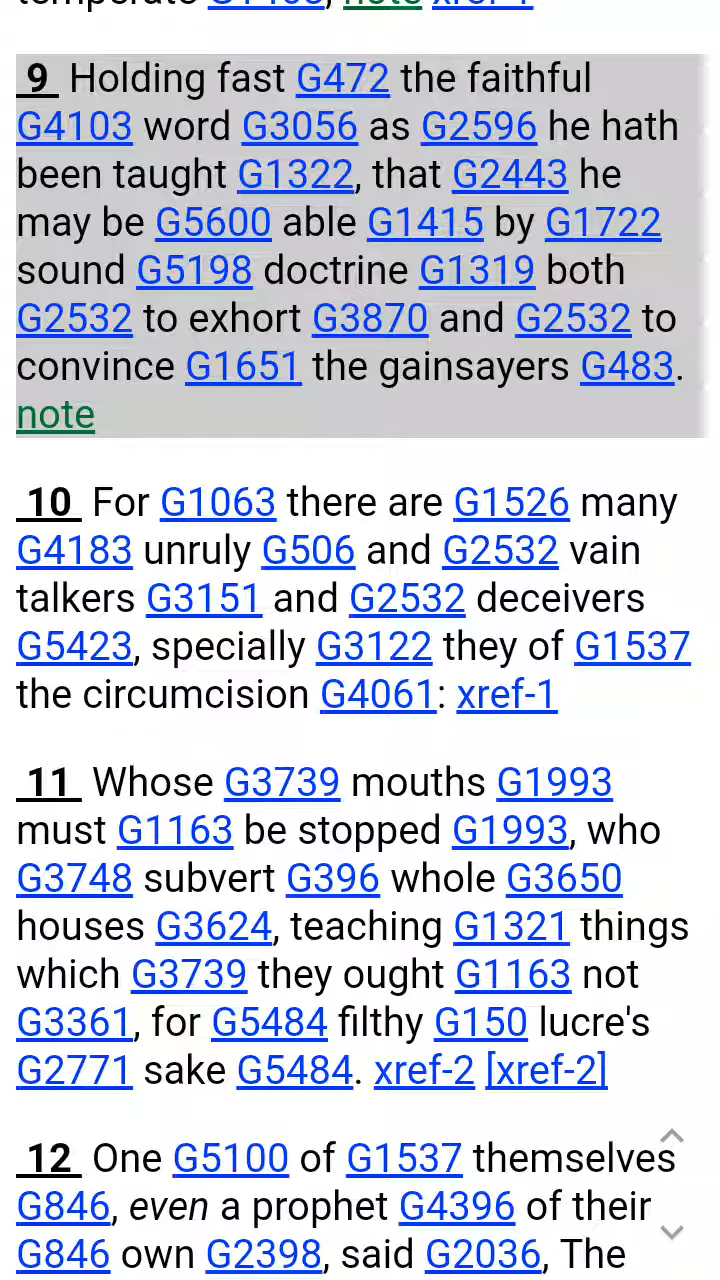 9 Holding fast G472 the faithful
G4103 word G3056 as G2596 he hath
been taught G1322, that G2443 he
may be G5600 able G1415 by G1722
sound G5198 doctrine G1319 both
G2532 to exhort G3870 and G2532 to
convince G1651 the gainsayers G483.
note
10 For G1063 there are G1526 many
G4183 unruly G506 and G2532 vain
talkers G3151 and G2532 deceivers
G5423, specially G3122 they of G1537
the circumcision G4061: xref-1
11 Whose G3739 mouths G1993
must G1163 be stopped G1993, who
G3748 subvert G396 whole G3650
houses G3624, teaching G1321 things
which G3739 they ought G1163 not
G3361, for G5484 filthy G150 lucre's
G2771 sake G5484. xref-2 [xref-2]
12 One G5100 of G1537 themselves
G846, even a prophet G4396 of their
G846 own G2398, said G2036, The